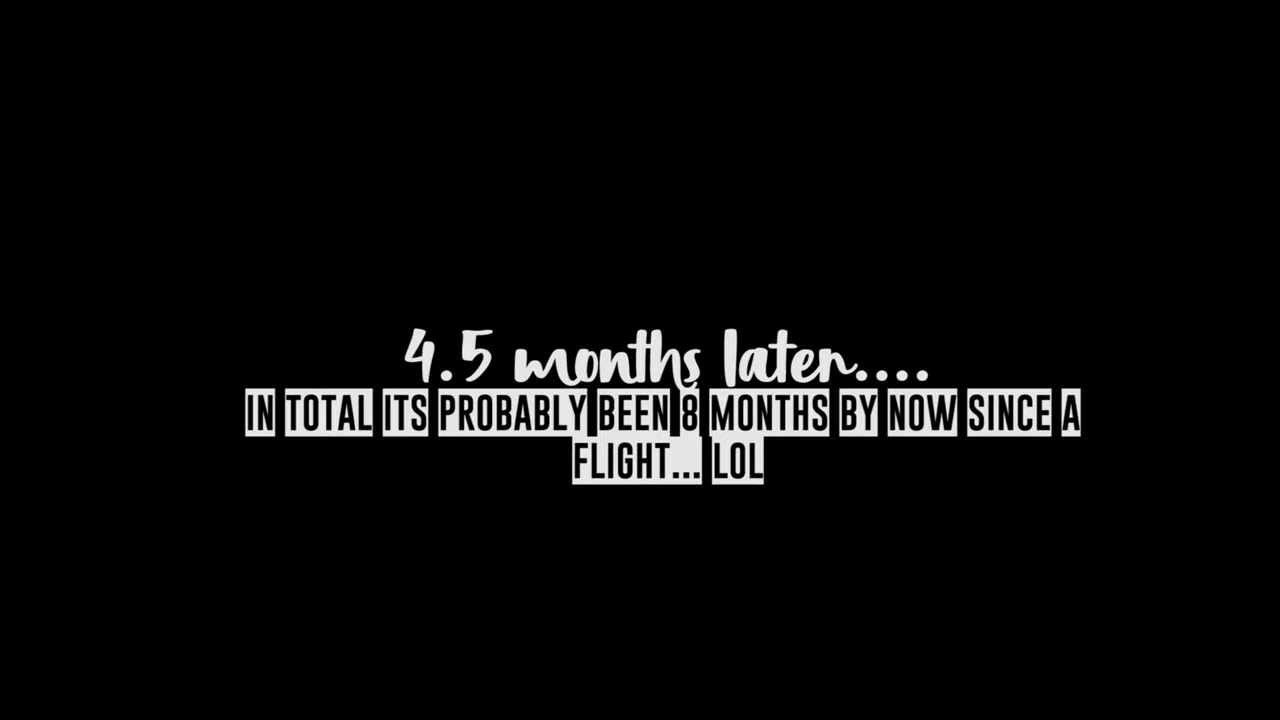 4.5 months later....
IN TOTAL ITS PROBABLY BEEN 8 MONTHS BY NOW SINCE A
FLIGHT... LOL